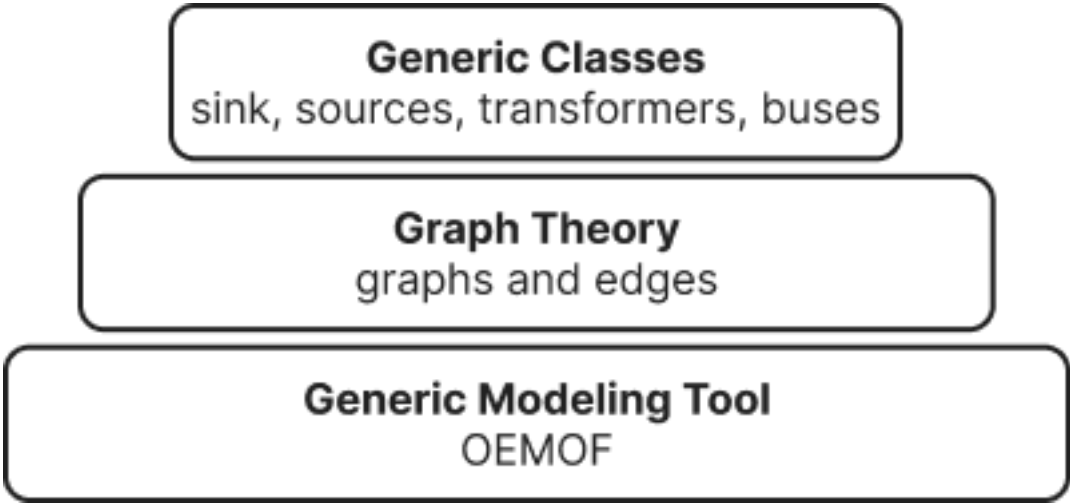 Generic Classes
sink, sources, transformers, buses
Graph Theory
graphs and edges
Generic Modeling Tool
OEMOF